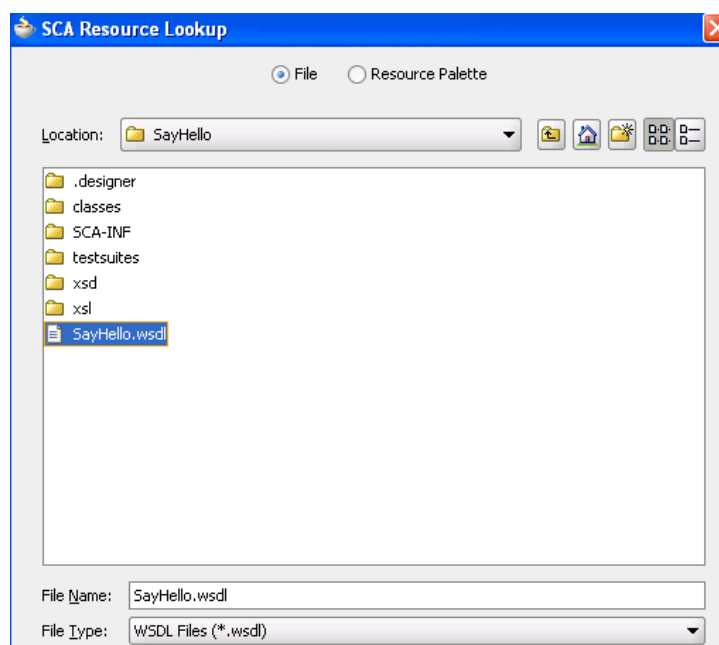 SCA Resource Lookup
File Resource Palette
Location: SayHello
.designer
classes
SCA-INF
testsuites
xsd
xsl
SayHello.wsdl
File Name: SayHello.wsdl
File Type: WSDL Files (*.wsdl)